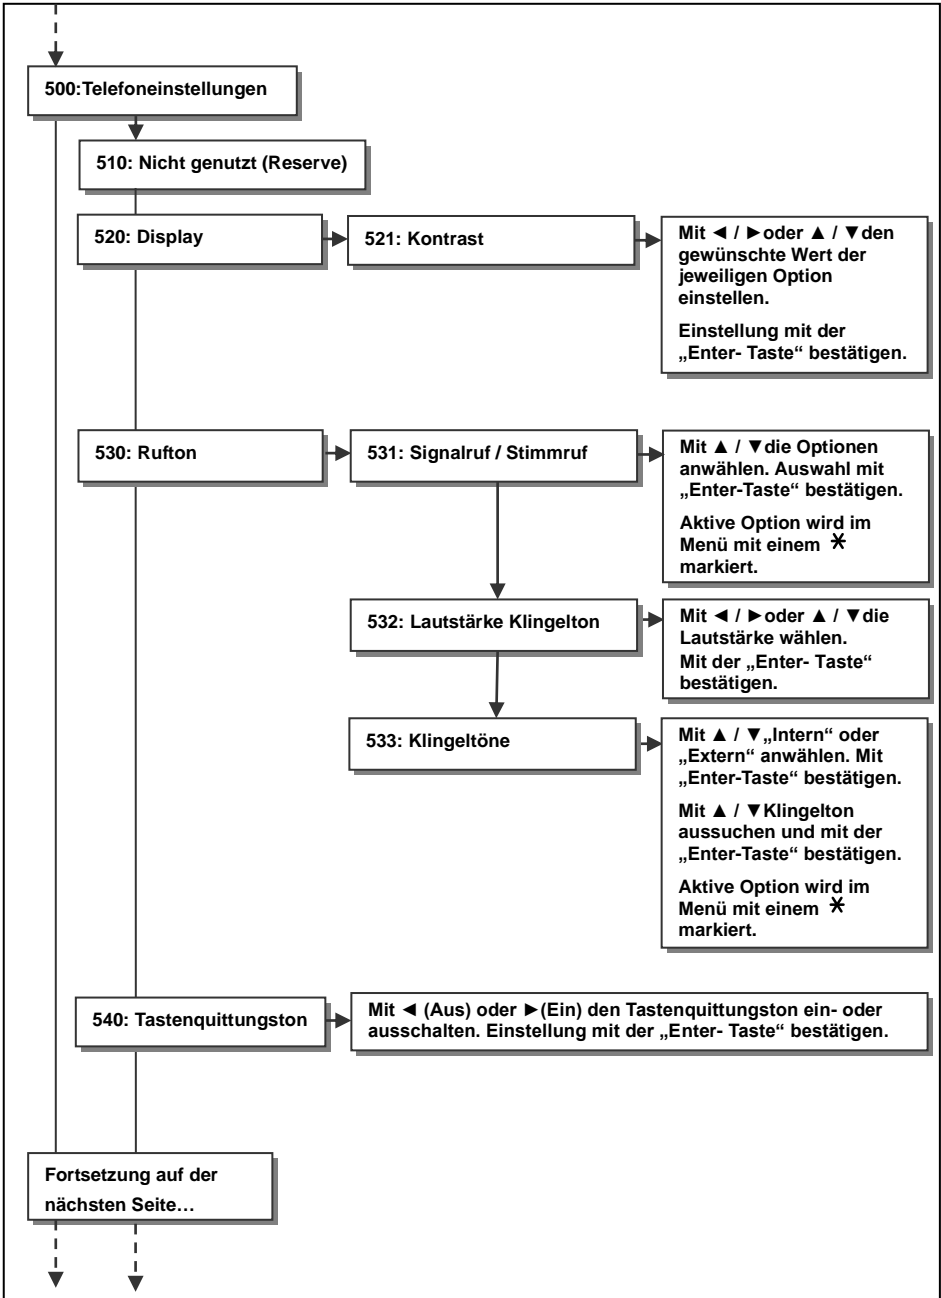 500:Telefoneinstellungen
510: Nicht genutzt (Reserve)
520: Display
521: Kontrast
Mit ◄ / ►oder ▲ / ▼den
gewünschte Wert der
jeweiligen Option
einstellen.
Einstellung mit der
„Enter- Taste“ bestätigen.
530: Rufton
531: Signalruf / Stimmruf
Mit ▲ / ▼die Optionen
anwählen. Auswahl mit
„Enter-Taste“ bestätigen.
Aktive Option wird im
Menü mit einem ✱
markiert.
532: Lautstärke Klingelton
Mit ◄ / ►oder ▲ / ▼die
Lautstärke wählen.
Mit der „Enter- Taste“
bestätigen.
533: Klingeltöne
Mit ▲ / ▼„Intern“ oder
„Extern“ anwählen. Mit
„Enter-Taste“ bestätigen.
Mit ▲ / ▼Klingelton
aussuchen und mit der
„Enter-Taste“ bestätigen.
Aktive Option wird im
Menü mit einem ✱
markiert.
540: Tastenquittungston
Mit ◄ (Aus) oder ►(Ein) den Tastenquittungston ein- oder
ausschalten. Einstellung mit der „Enter- Taste“ bestätigen.
Fortsetzung auf der
nächsten Seite…